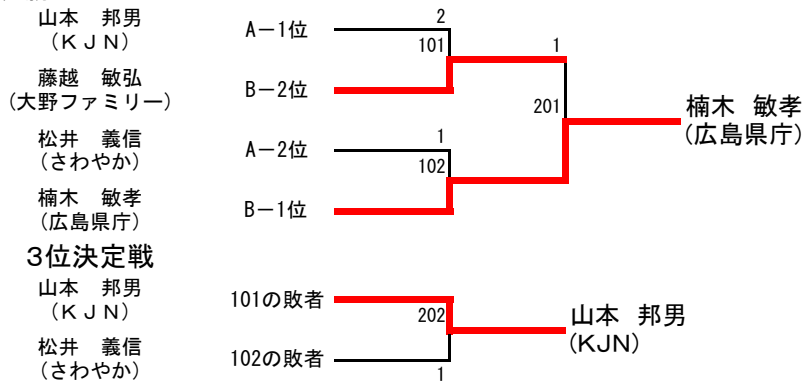 山本　邦男
（ＫＪＮ）
A－1位
2
101
1
藤越　敏弘
（大野ファミリー）
B－2位
201
楠木　敏孝
（広島県庁）
松井　義信
（さわやか）
A－2位
1
102
楠木　敏孝
（広島県庁）
B－1位
３位決定戦
山本　邦男
（ＫＪＮ）
101の敗者
202
山本　邦男
（KJN）
松井　義信
（さわやか）
102の敗者
1